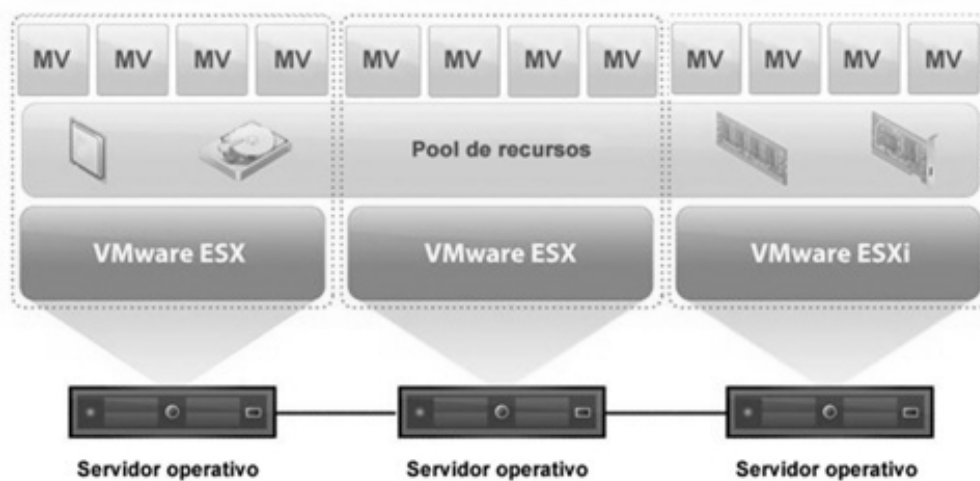 MV MV MV MV MV MV MV MV MV MV MV MV
Pool de recursos
VMware ESX VMware ESX VMware ESXi
Servidor operativo Servidor operativo Servidor operativo